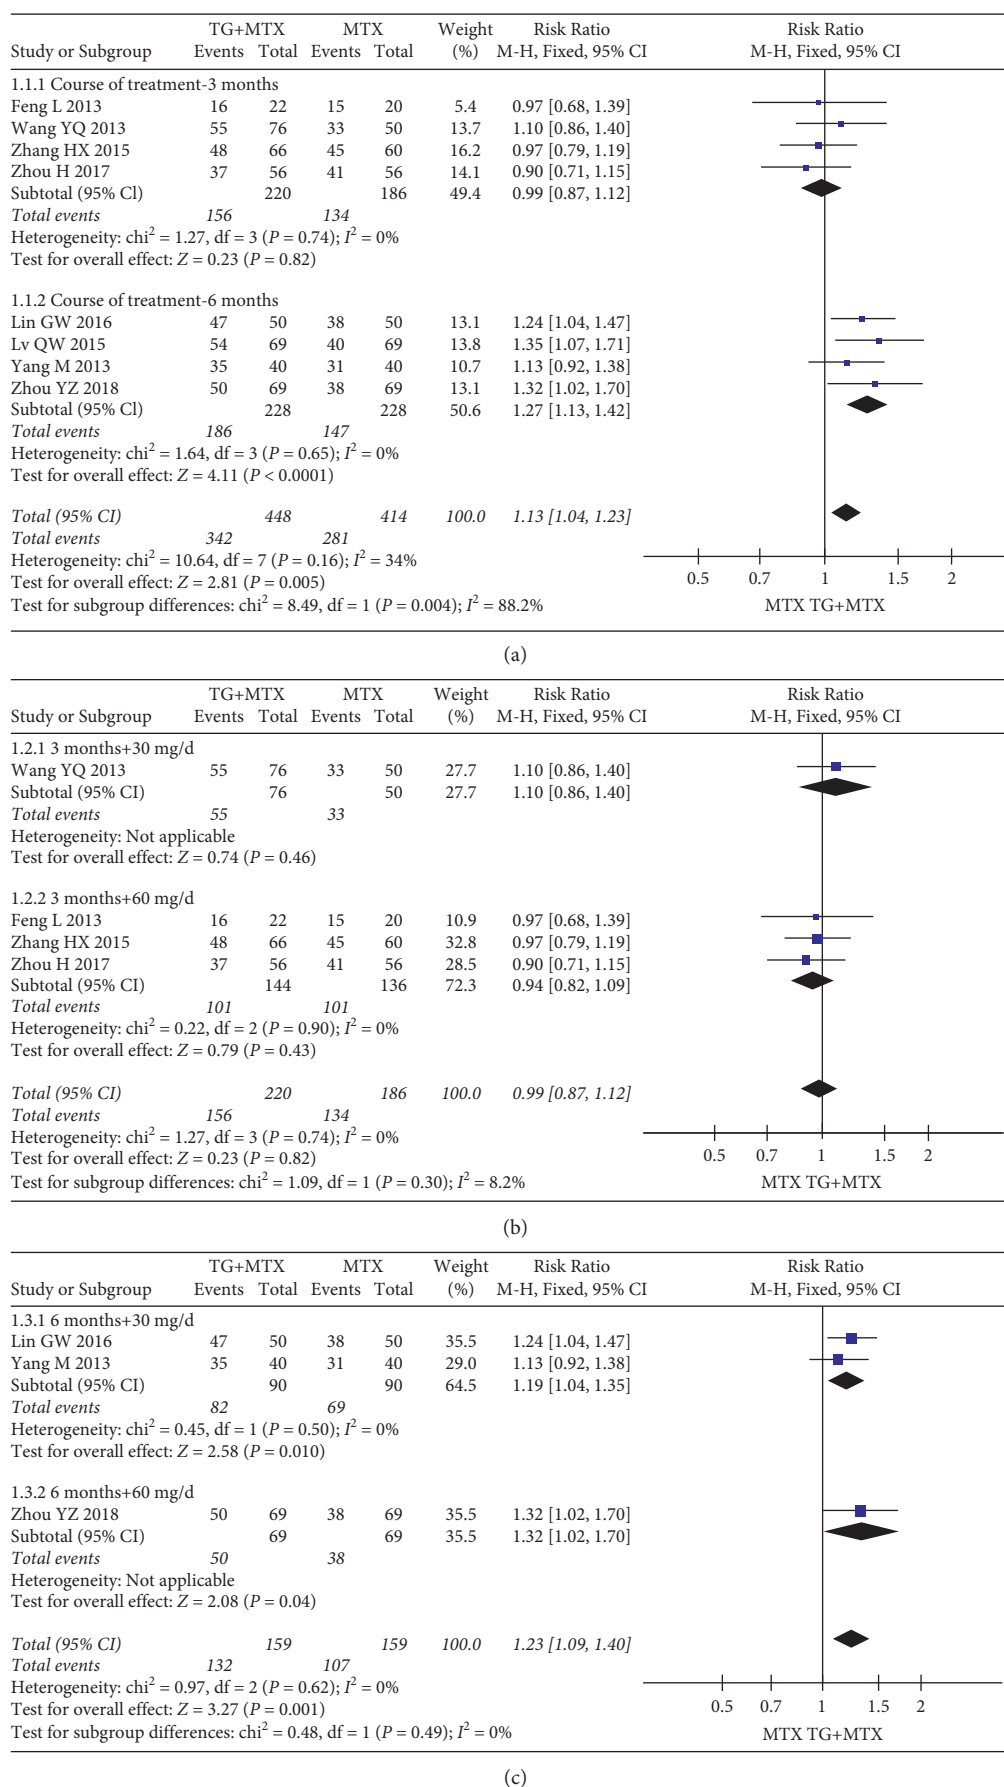 TG+MTX MTX Weight Risk Ratio Risk Ratio
Study or Subgroup Events Total Events Total (%) M-H, Fixed, 95% CI M-H, Fixed, 95% CI
1.1.1 Course of treatment-3 months
Feng L 2013 16 22 15 20 5.4 0.97 [0.68, 1.39]
Wang YQ 2013 55 76 33 50 13.7 1.10 [0.86, 1.40]
Zhang HX 2015 48 66 45 60 16.2 0.97 [0.79, 1.19]
Zhou H 2017 37 56 41 56 14.1 0.90 [0.71, 1.15]
Subtotal (95% Cl) 220 186 49.4 0.99 [0.87, 1.12]
Total events 156 134
Heterogeneity: chi² = 1.27, df = 3 (P = 0.74); I² = 0%
Test for overall effect: Z = 0.23 (P = 0.82)
1.1.2 Course of treatment-6 months
Lin GW 2016 47 50 38 50 13.1 1.24 [1.04, 1.47]
Lv QW 2015 54 69 40 69 13.8 1.35 [1.07, 1.71]
Yang M 2013 35 40 31 40 10.7 1.13 [0.92, 1.38]
Zhou YZ 2018 50 69 38 69 13.1 1.32 [1.02, 1.70]
Subtotal (95% Cl) 228 228 50.6 1.27 [1.13, 1.42]
Total events 186 147
Heterogeneity: chi² = 1.64, df = 3 (P = 0.65); I² = 0%
Test for overall effect: Z = 4.11 (P < 0.0001)
Total (95% CI) 448 414 100.0 1.13 [1.04, 1.23]
Total events 342 281
Heterogeneity: chi² = 10.64, df = 7 (P = 0.16); I² = 34%
Test for overall effect: Z = 2.81 (P = 0.005)
0.5 0.7 1 1.5 2
Test for subgroup differences: chi² = 8.49, df = 1 (P = 0.004); I² = 88.2% MTX TG+MTX
(a)
TG+MTX MTX Weight Risk Ratio Risk Ratio
Study or Subgroup Events Total Events Total (%) M-H, Fixed, 95% CI M-H, Fixed, 95% CI
1.2.1 3 months+30 mg/d
Wang YQ 2013 55 76 33 50 27.7 1.10 [0.86, 1.40]
Subtotal (95% CI) 76 50 27.7 1.10 [0.86, 1.40]
Total events 55 33
Heterogeneity: Not applicable
Test for overall effect: Z = 0.74 (P = 0.46)
1.2.2 3 months+60 mg/d
Feng L 2013 16 22 15 20 10.9 0.97 [0.68, 1.39]
Zhang HX 2015 48 66 45 60 32.8 0.97 [0.79, 1.19]
Zhou H 2017 37 56 41 56 28.5 0.90 [0.71, 1.15]
Subtotal (95% CI) 144 136 72.3 0.94 [0.82, 1.09]
Total events 101 101
Heterogeneity: chi² = 0.22, df = 2 (P = 0.90); I² = 0%
Test for overall effect: Z = 0.79 (P = 0.43)
Total (95% CI) 220 186 100.0 0.99 [0.87, 1.12]
Total events 156 134
Heterogeneity: chi² = 1.27, df = 3 (P = 0.74); I² = 0%
Test for overall effect: Z = 0.23 (P = 0.82)
0.5 0.7 1 1.5 2
Test for subgroup differences: chi² = 1.09, df = 1 (P = 0.30); I² = 8.2% MTX TG+MTX
(b)
TG+MTX MTX Weight Risk Ratio Risk Ratio
Study or Subgroup Events Total Events Total (%) M-H, Fixed, 95% CI M-H, Fixed, 95% CI
1.3.1 6 months+30 mg/d
Lin GW 2016 47 50 38 50 35.5 1.24 [1.04, 1.47]
Yang M 2013 35 40 31 40 29.0 1.13 [0.92, 1.38]
Subtotal (95% CI) 90 90 64.5 1.19 [1.04, 1.35]
Total events 82 69
Heterogeneity: chi² = 0.45, df = 1 (P = 0.50); I² = 0%
Test for overall effect: Z = 2.58 (P = 0.010)
1.3.2 6 months+60 mg/d
Zhou YZ 2018 50 69 38 69 35.5 1.32 [1.02, 1.70]
Subtotal (95% CI) 69 69 35.5 1.32 [1.02, 1.70]
Total events 50 38
Heterogeneity: Not applicable
Test for overall effect: Z = 2.08 (P = 0.04)
Total (95% CI) 159 159 100.0 1.23 [1.09, 1.40]
Total events 132 107
Heterogeneity: chi² = 0.97, df = 2 (P = 0.62); I² = 0%
Test for overall effect: Z = 3.27 (P = 0.001)
0.5 0.7 1 1.5 2
Test for subgroup differences: chi² = 0.48, df = 1 (P = 0.49); I² = 0% MTX TG+MTX
(c)